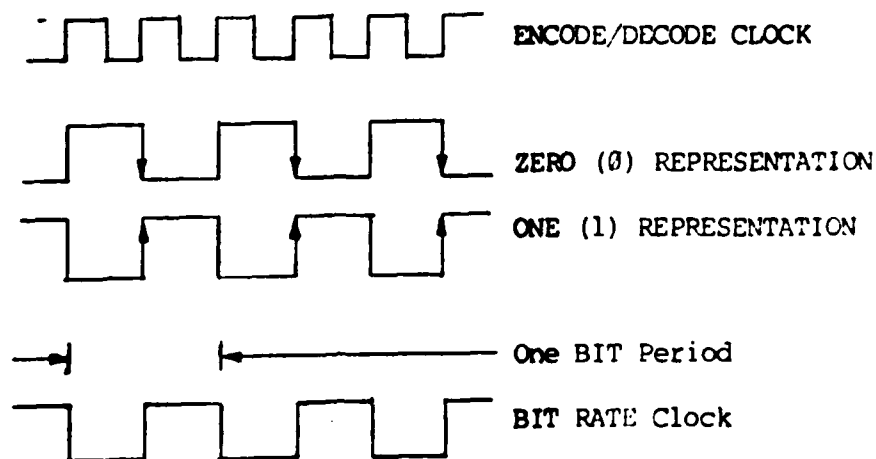 ENCODE/DECODE CLOCK
ZERO (Ø) REPRESENTATION
ONE (1) REPRESENTATION
One BIT Period
BIT RATE Clock